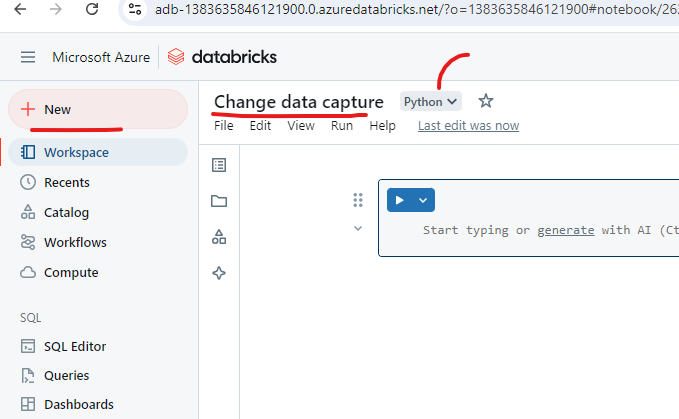 adb-1383635846121900.0.azuredatabricks.net/?o=1383635846121900#notebook/263
Microsoft Azure databricks
New
Change data capture Python
File Edit View Run Help Last edit was now
Workspace
Recents
Catalog
Workflows
Compute
Start typing or generate with AI (Ct
SQL
SQL Editor
Queries
Dashboards